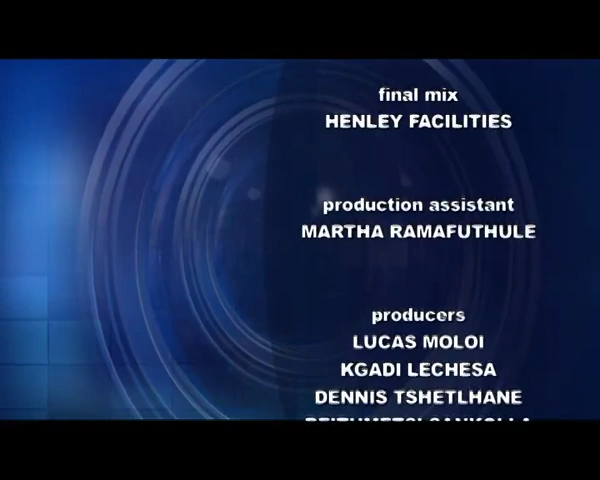 final mix
HENLEY FACILITIES
production assistant
MARTHA RAMAFUTHULE
producers
LUCAS MOLOI
KGADI LECHESA
DENNIS TSHETLHANE